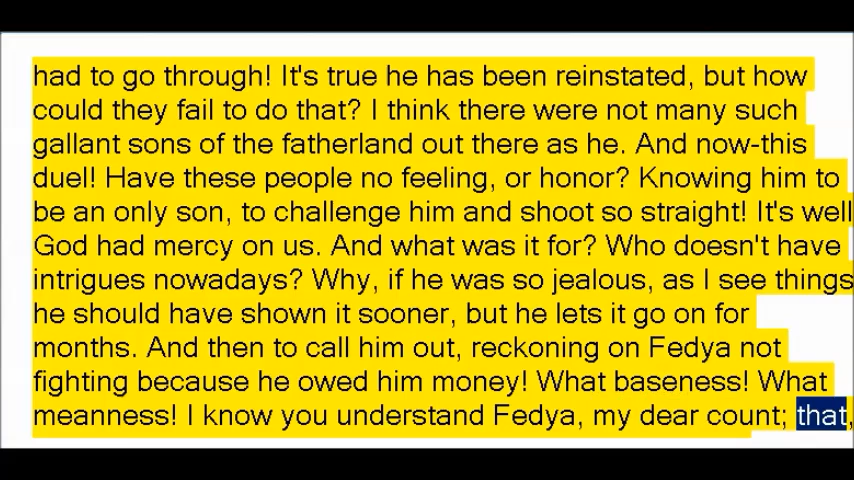 had to go through! It's true he has been reinstated, but how
could they fail to do that? I think there were not many such
gallant sons of the fatherland out there as he. And now-this
duel! Have these people no feeling, or honor? Knowing him to
be an only son, to challenge him and shoot so straight! It's well
God had mercy on us. And what was it for? Who doesn't have
intrigues nowadays? Why, if he was so jealous, as I see things
he should have shown it sooner, but he lets it go on for
months. And then to call him out, reckoning on Fedya not
fighting because he owed him money! What baseness! What
meanness! I know you understand Fedya, my dear count; that,